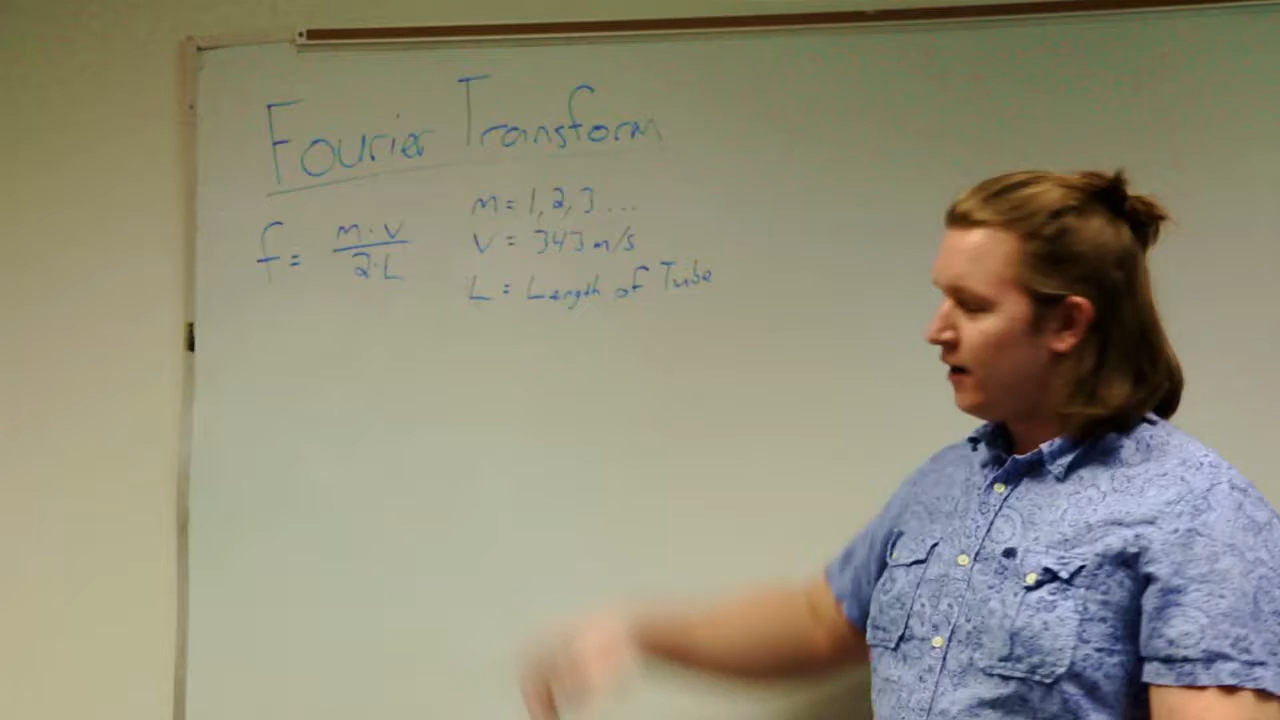 Fourier Transform
f = m·v / 2·L
m = 1, 2, 3 ...
v = 343 m/s
L = Length of Tube